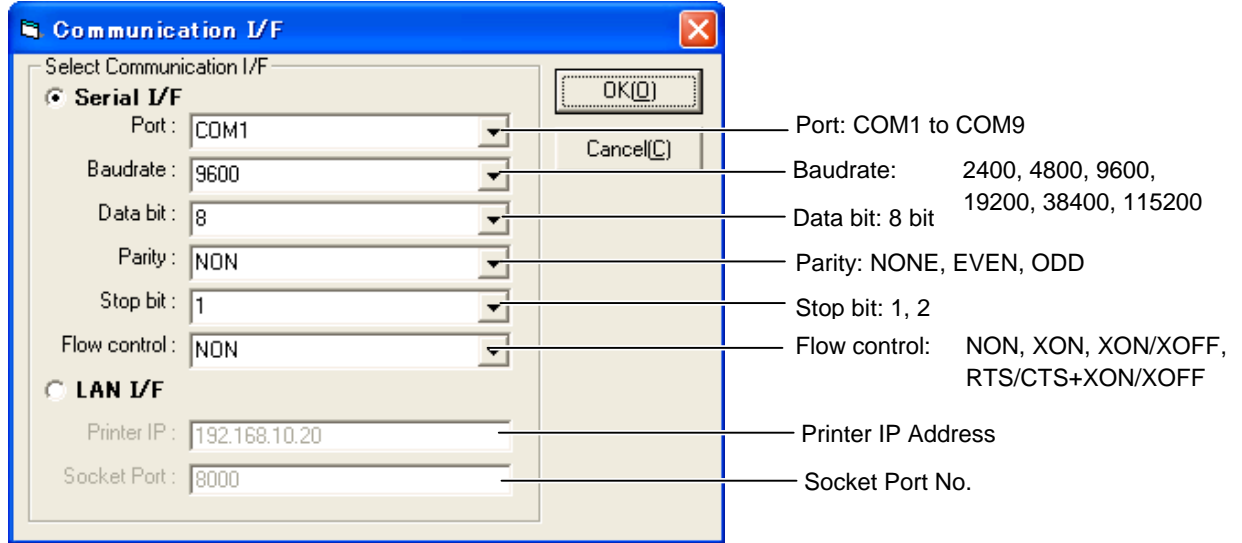 Communication I/F
Select Communication I/F
Serial I/F
OK(O)
Port : COM1
Port: COM1 to COM9
Cancel(C)
Baudrate : 9600
Baudrate: 2400, 4800, 9600,
19200, 38400, 115200
Data bit : 8
Data bit: 8 bit
Parity : NON
Parity: NONE, EVEN, ODD
Stop bit : 1
Stop bit: 1, 2
Flow control : NON
Flow control: NON, XON, XON/XOFF,
RTS/CTS+XON/XOFF
LAN I/F
Printer IP : 192.168.10.20
Printer IP Address
Socket Port : 8000
Socket Port No.